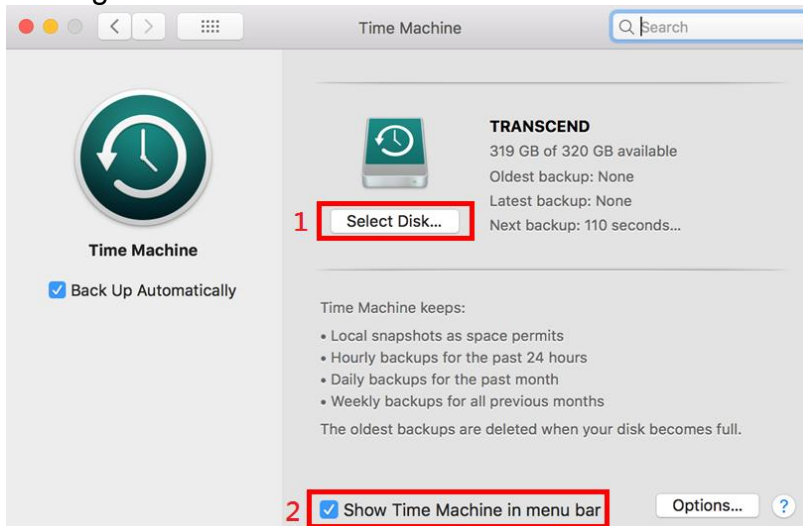 Time Machine
Search
TRANSCEND
319 GB of 320 GB available
Oldest backup: None
Latest backup: None
Next backup: 110 seconds...
1 Select Disk...
Time Machine
Back Up Automatically
Time Machine keeps:
• Local snapshots as space permits
• Hourly backups for the past 24 hours
• Daily backups for the past month
• Weekly backups for all previous months
The oldest backups are deleted when your disk becomes full.
2 Show Time Machine in menu bar
Options...
?